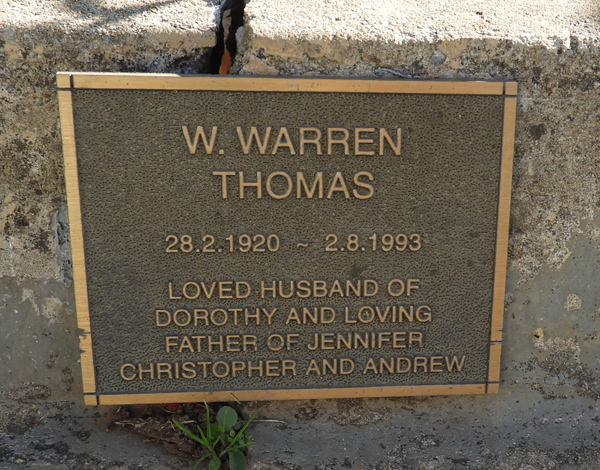 W. WARREN
THOMAS
28.2.1920 ~ 2.8.1993
LOVED HUSBAND OF
DOROTHY AND LOVING
FATHER OF JENNIFER
CHRISTOPHER AND ANDREW